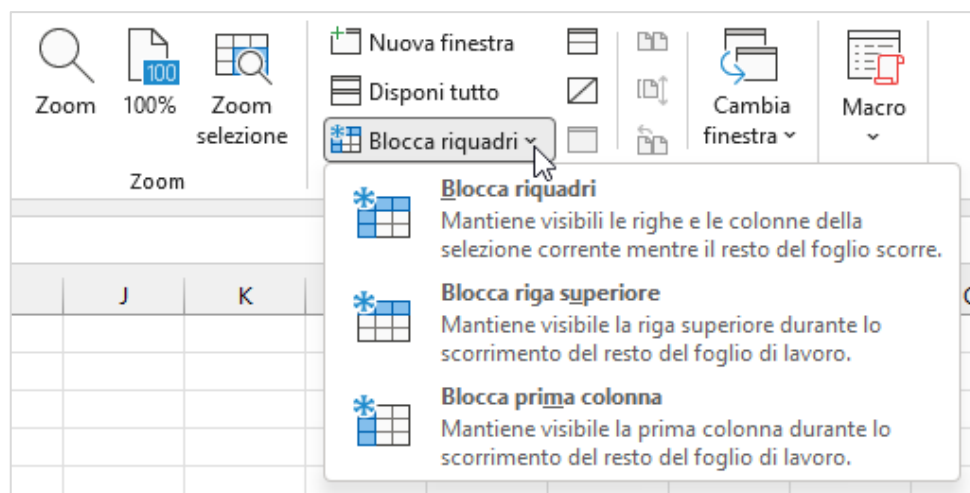 Nuova finestra
Disponi tutto
Blocca riquadri
Zoom
100
100%
Zoom
selezione
Cambia
finestra
Macro
Zoom
Blocca riquadri
Mantiene visibili le righe e le colonne della
selezione corrente mentre il resto del foglio scorre.
Blocca riga superiore
Mantiene visibile la riga superiore durante lo
scorrimento del resto del foglio di lavoro.
Blocca prima colonna
Mantiene visibile la prima colonna durante lo
scorrimento del resto del foglio di lavoro.
J
K